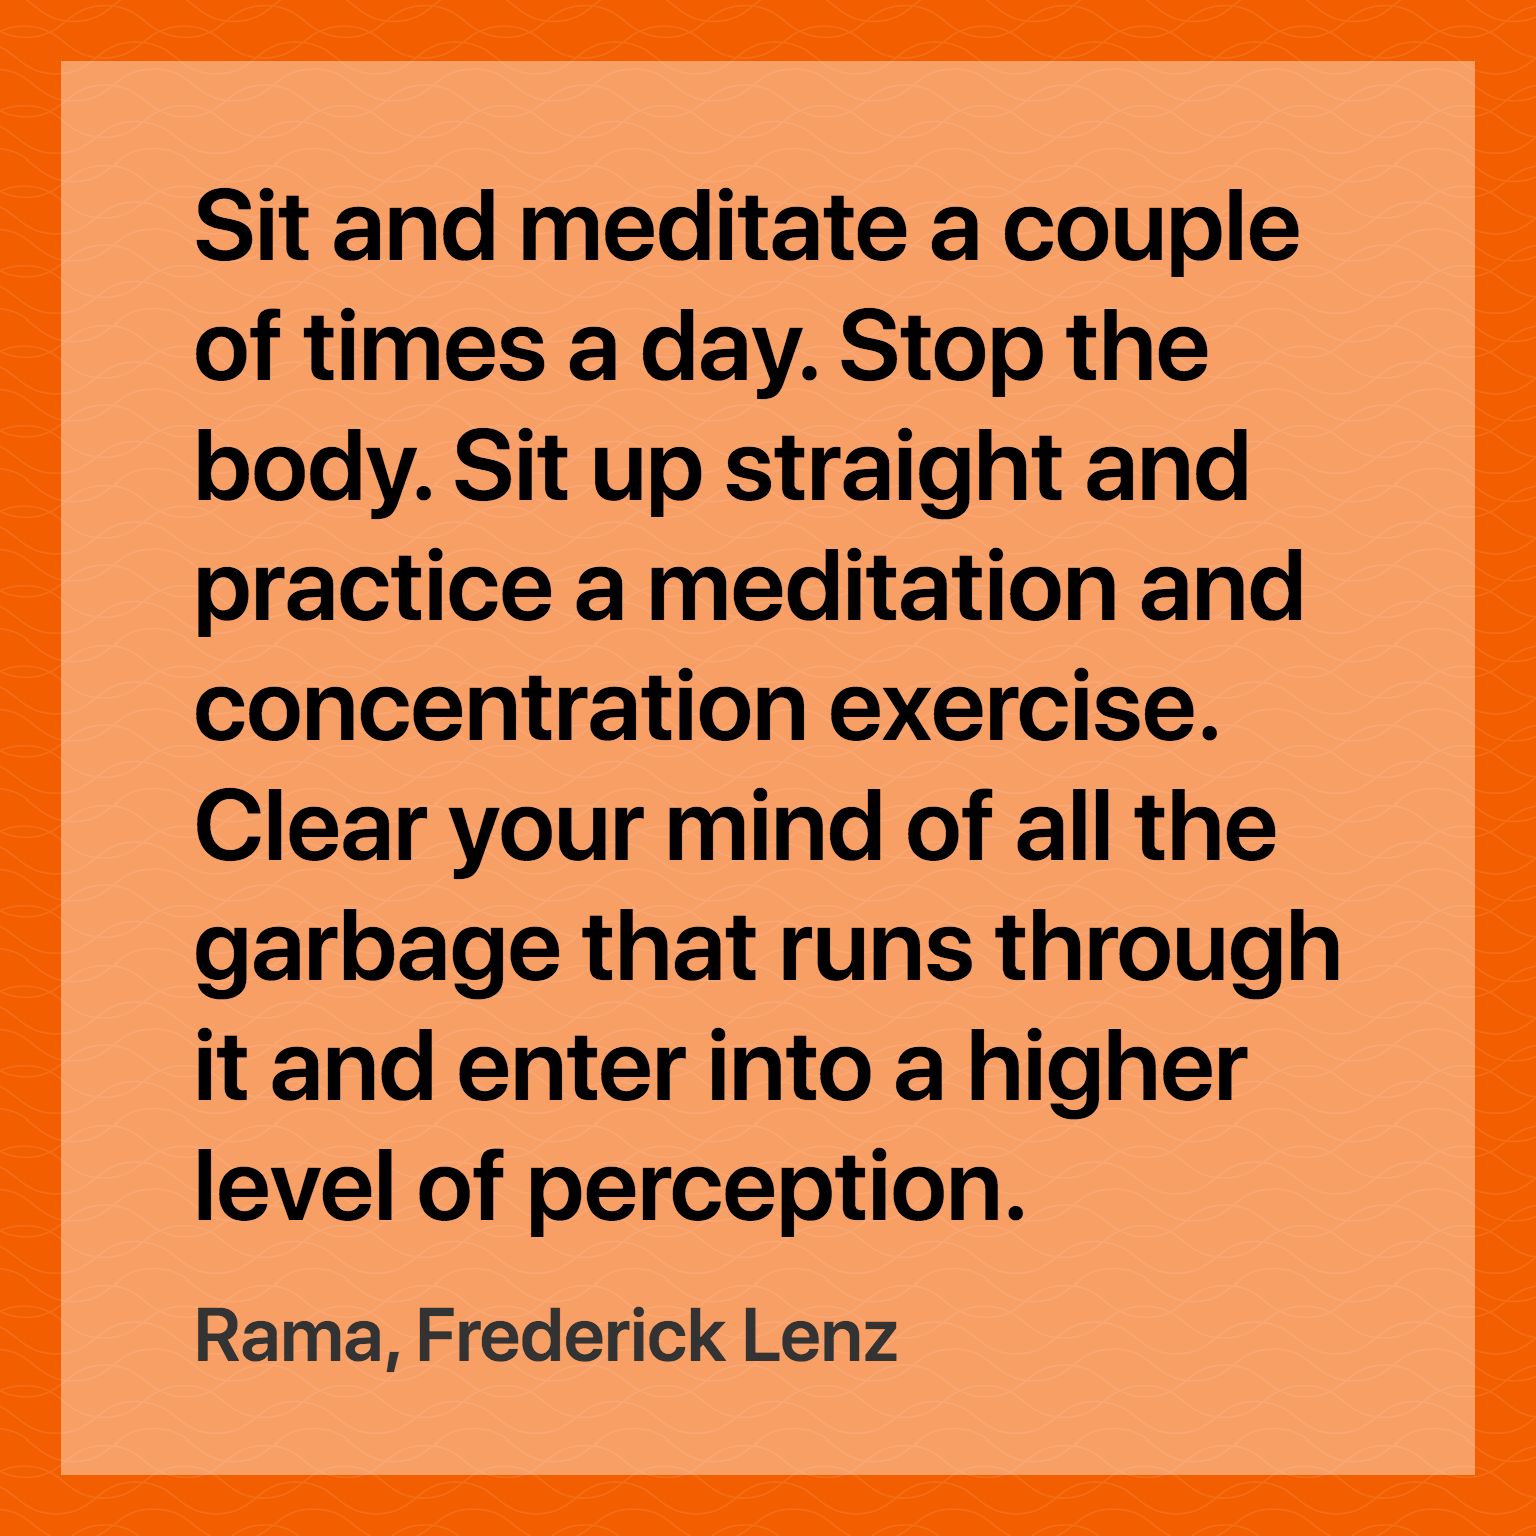 Sit and meditate a couple
of times a day. Stop the
body. Sit up straight and
practice a meditation and
concentration exercise.
Clear your mind of all the
garbage that runs through
it and enter into a higher
level of perception.
Rama, Frederick Lenz